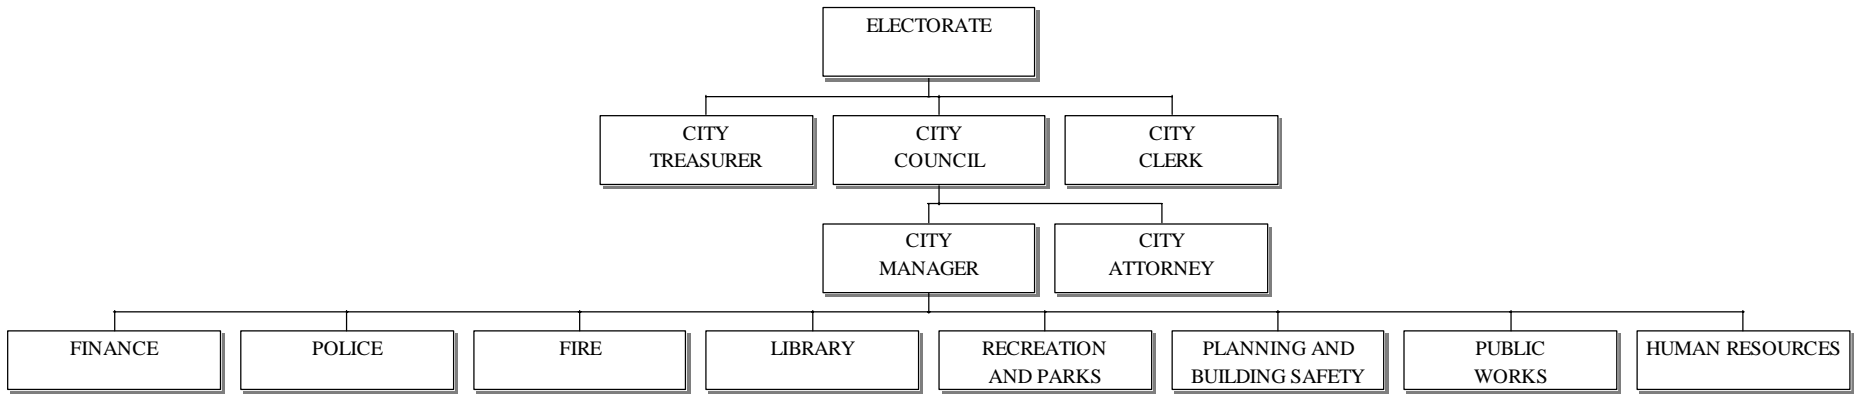 ELECTORATE
CITY
TREASURER
CITY
COUNCIL
CITY
CLERK
CITY
MANAGER
CITY
ATTORNEY
FINANCE
POLICE
FIRE
LIBRARY
RECREATION
AND PARKS
PLANNING AND
BUILDING SAFETY
PUBLIC
WORKS
HUMAN RESOURCES